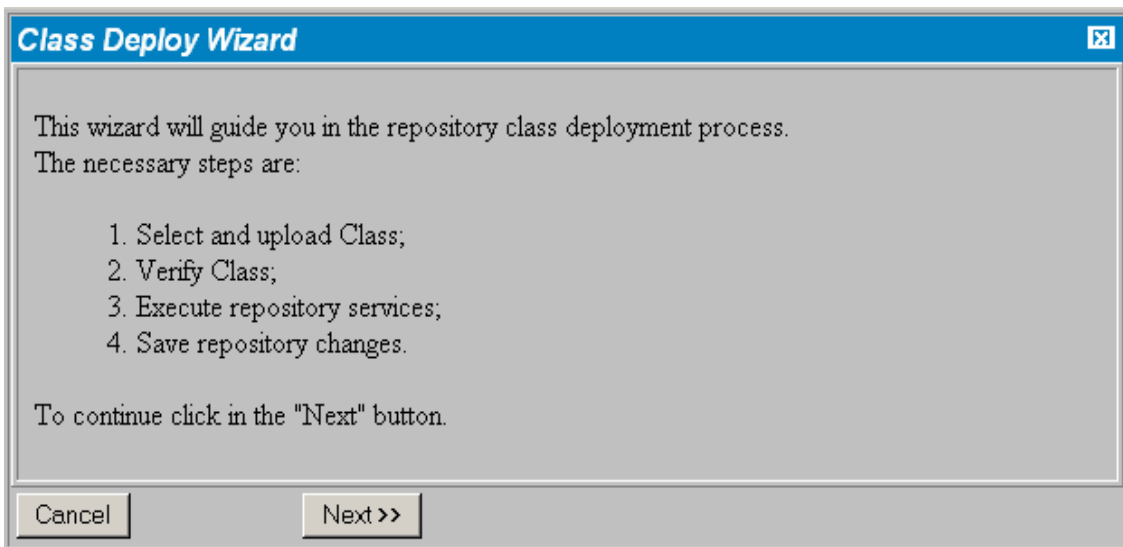 Class Deploy Wizard
This wizard will guide you in the repository class deployment process.
The necessary steps are:
1. Select and upload Class;
2. Verify Class;
3. Execute repository services;
4. Save repository changes.
To continue click in the "Next" button.
Cancel
Next >>